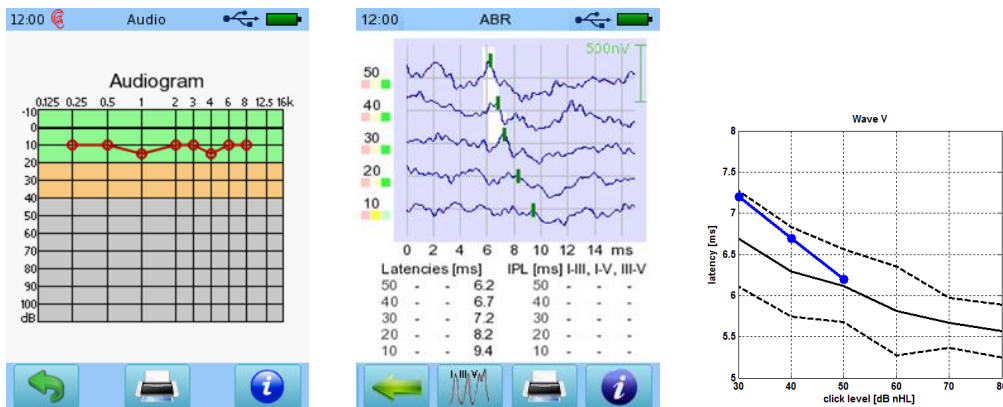 12:00 Audio
Audiogram
0.125 0.25 0.5 1 2 3 4 6 8 12.5 16k
-10
0
10
20
30
40
50
60
70
80
90
100
dB
12:00 ABR
500nV
50
40
30
20
10
0 2 4 6 8 10 12 14 ms
Latencies [ms] IPL [ms] I-III, I-V, III-V
50 - - 6.2 50 - - -
40 - - 6.7 40 - - -
30 - - 7.2 30 - - -
20 - - 8.2 20 - - -
10 - - 9.4 10 - - -
I III V
Wave V
8
7.5
7
6.5
6
5.5
5
latency [ms]
30 40 50 60 70 80
click level [dB nHL]